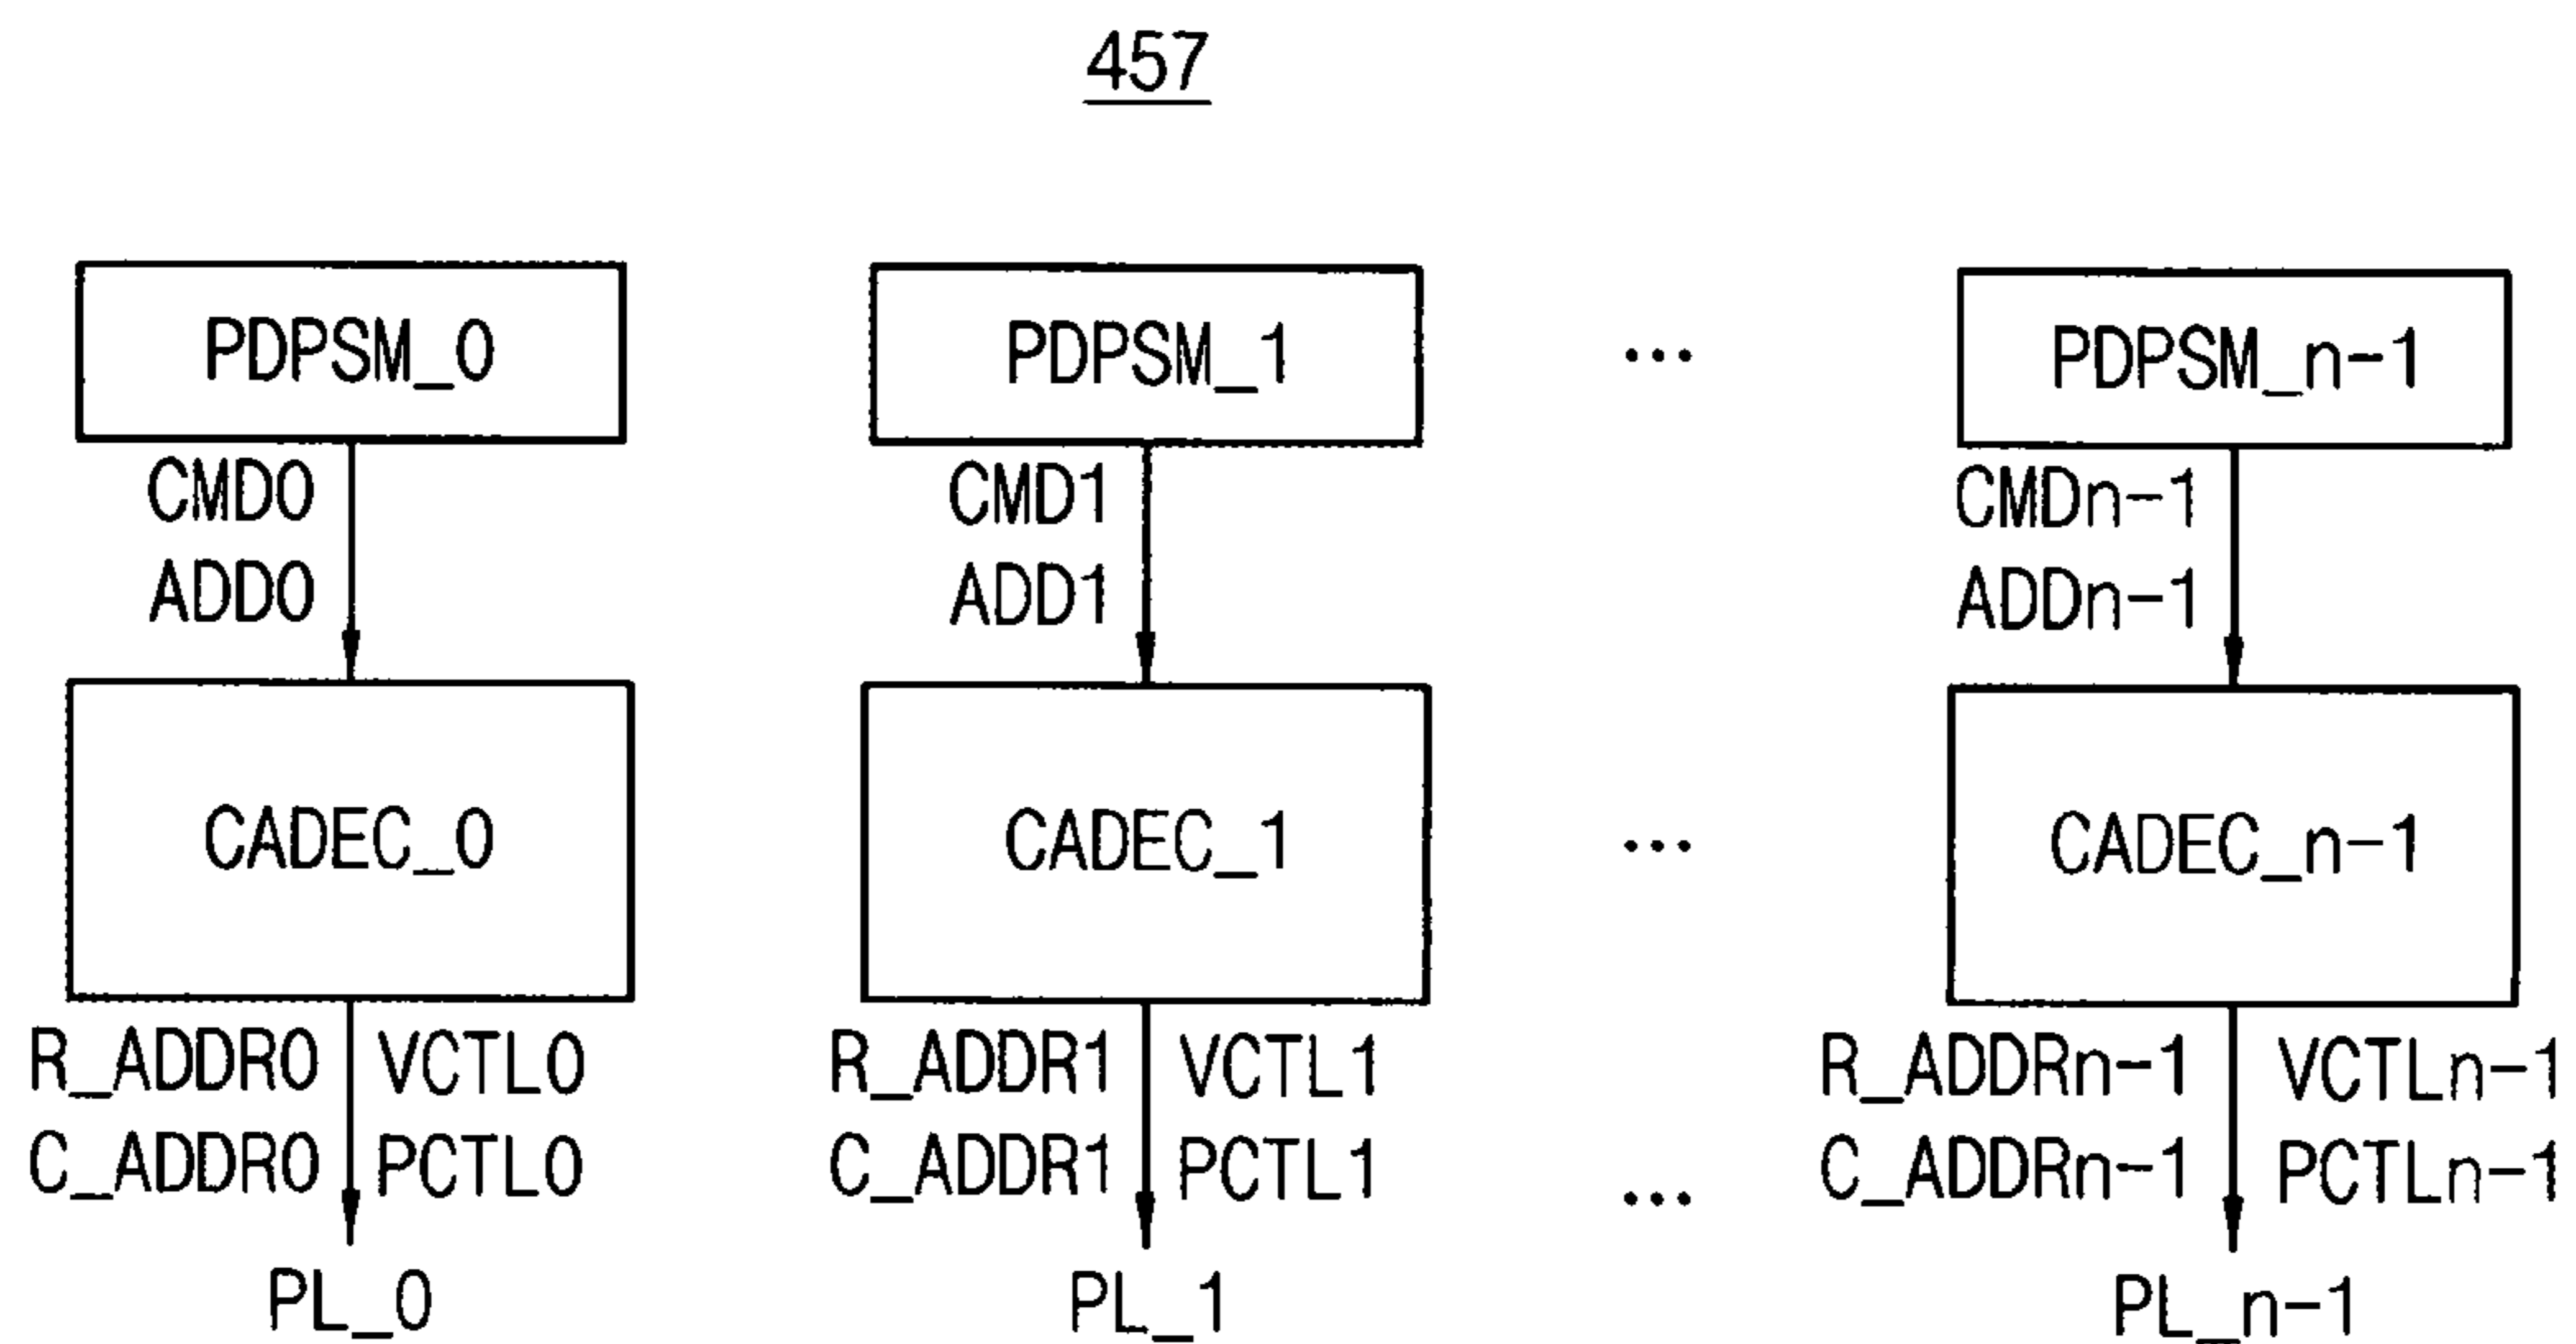 457
PDPSM_0 PDPSM_1 ... PDPSM_n-1
CMD0 CMD1 CMDn-1
ADD0 ADD1 ADDn-1
CADEC_0 CADEC_1 ... CADEC_n-1
R_ADDR0 VCTL0 R_ADDR1 VCTL1 R_ADDRn-1 VCTLn-1
C_ADDR0 PCTL0 C_ADDR1 PCTL1 ... C_ADDRn-1 PCTLn-1
PL_0 PL_1 PL_n-1